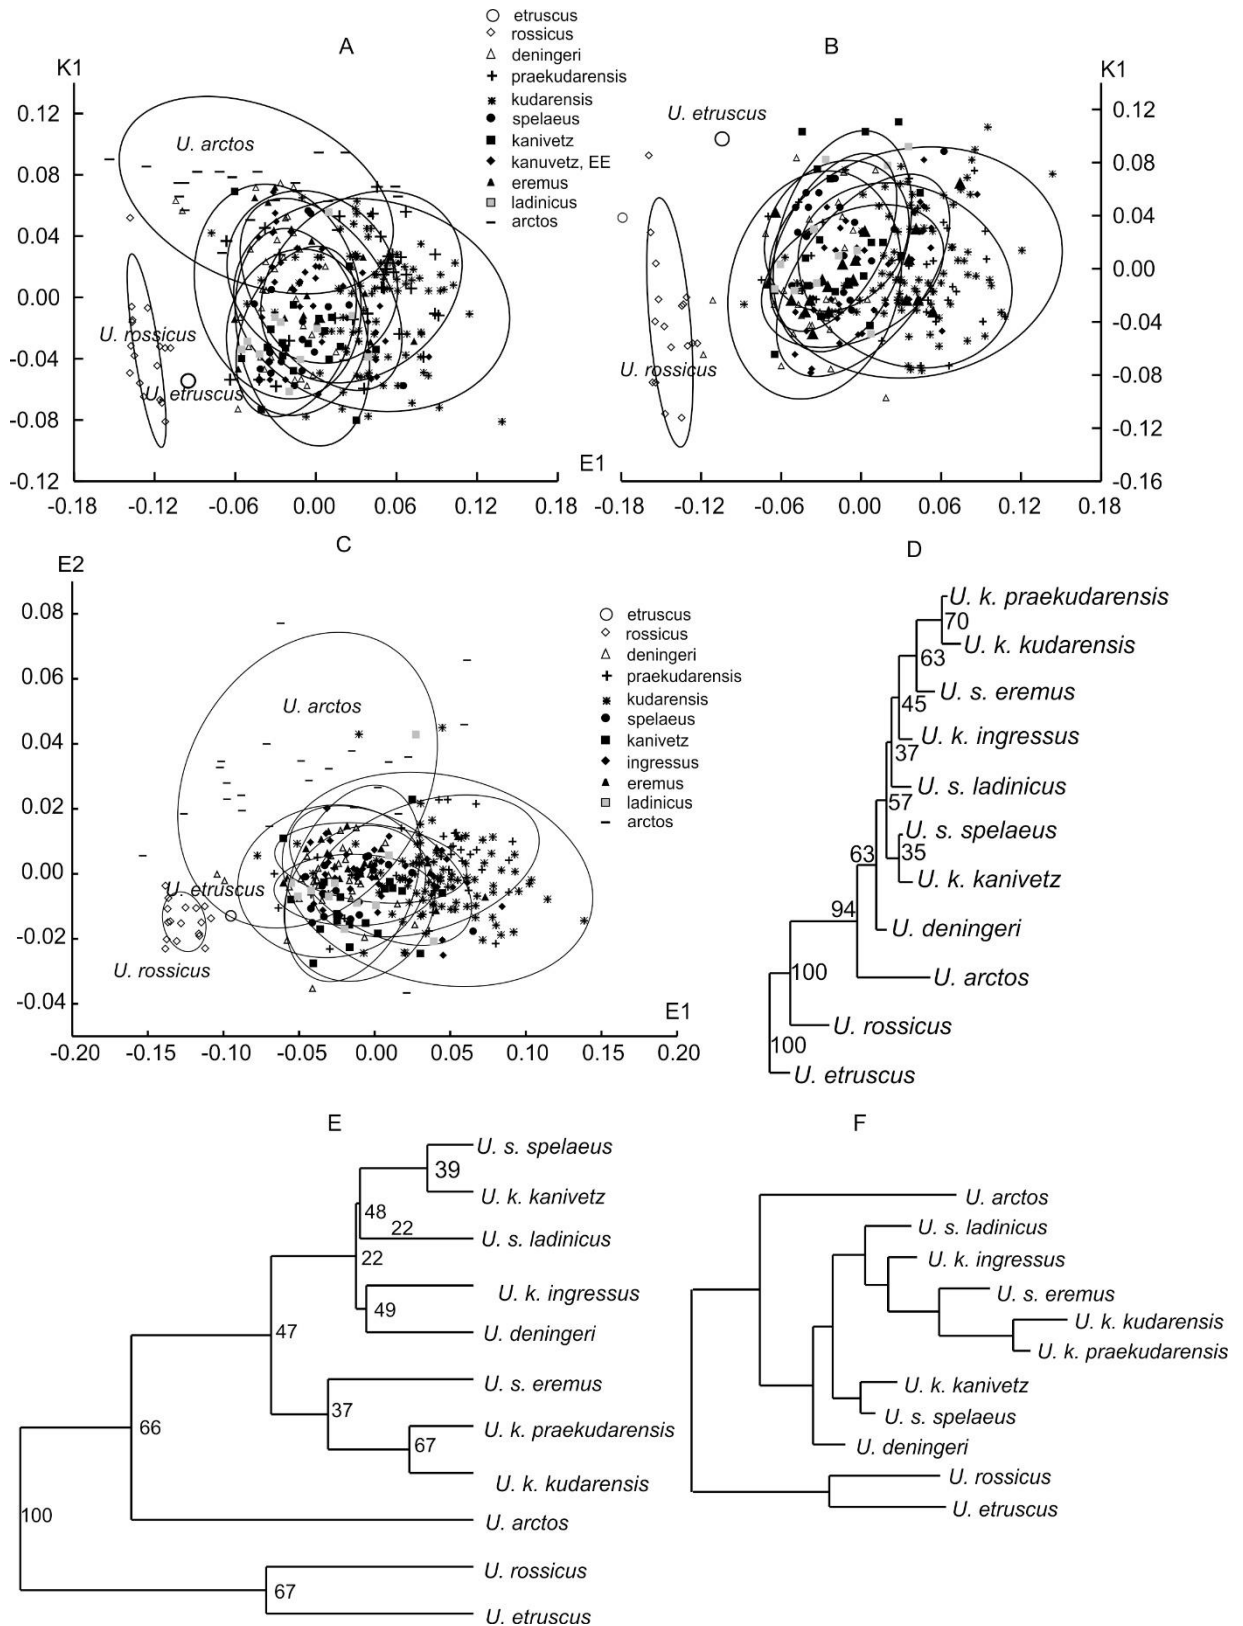 A
etruscus
rossicus
deningeri
praekudarensis
kudarensis
spelaeus
kanivetz
kanuvetz, EE
eremus
ladinicus
arctos
K1
0.12
0.08
0.04
0.00
-0.04
-0.08
-0.12
U. arctos
U. rossicus
U. etruscus
-0.18 -0.12 -0.06 0.00 0.06 0.12 0.18
E1
B
K1
0.12
0.08
0.04
0.00
-0.04
-0.08
-0.12
-0.16
U. etruscus
U. rossicus
-0.18 -0.12 -0.06 0.00 0.06 0.12 0.18
C
E2
0.08
0.06
0.04
0.02
0.00
-0.02
-0.04
U. arctos
U. etruscus
U. rossicus
etruscus
rossicus
deningeri
praekudarensis
kudarensis
spelaeus
kanivetz
ingressus
eremus
ladinicus
arctos
E1
-0.20 -0.15 -0.10 -0.05 0.00 0.05 0.10 0.15 0.20
D
U. k. praekudarensis
70
U. k. kudarensis
63
U. s. eremus
45
U. k. ingressus
37
U. s. ladinicus
57
U. s. spelaeus
63 35
U. k. kanivetz
94
U. deningeri
U. arctos
100
U. rossicus
100
U. etruscus
E
U. s. spelaeus
39
U. k. kanivetz
48
22
U. s. ladinicus
22
U. k. ingressus
49
U. deningeri
47
U. s. eremus
37
U. k. praekudarensis
67
66
U. k. kudarensis
100
U. arctos
U. rossicus
67
U. etruscus
F
U. arctos
U. s. ladinicus
U. k. ingressus
U. s. eremus
U. k. kudarensis
U. k. praekudarensis
U. k. kanivetz
U. s. spelaeus
U. deningeri
U. rossicus
U. etruscus